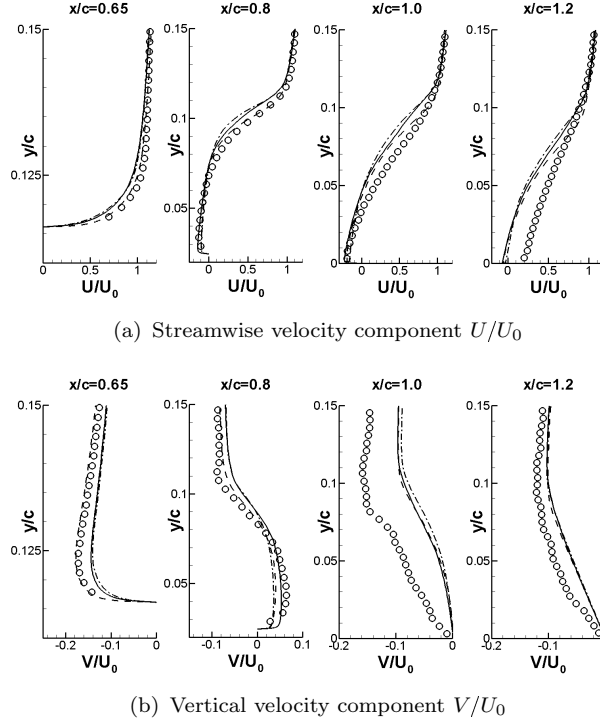 x/c=0.65 x/c=0.8 x/c=1.0 x/c=1.2
0.15 0.15 0.15 0.15
y/c y/c y/c y/c
0.125 0.1 0.1 0.1
0.05 0.05 0.05
0 0
0 0.5 1 0 0.5 1 0 0.5 1 0 0.5 1
U/U₀ U/U₀ U/U₀ U/U₀
(a) Streamwise velocity component U/U₀
x/c=0.65 x/c=0.8 x/c=1.0 x/c=1.2
0.15 0.15 0.15 0.15
y/c y/c y/c y/c
0.125 0.1 0.1 0.1
0.05 0.05 0.05
0 0
-0.2 -0.1 0 -0.1 0 0.1 -0.2 -0.1 0 -0.1 0
V/U₀ V/U₀ V/U₀ V/U₀
(b) Vertical velocity component V/U₀